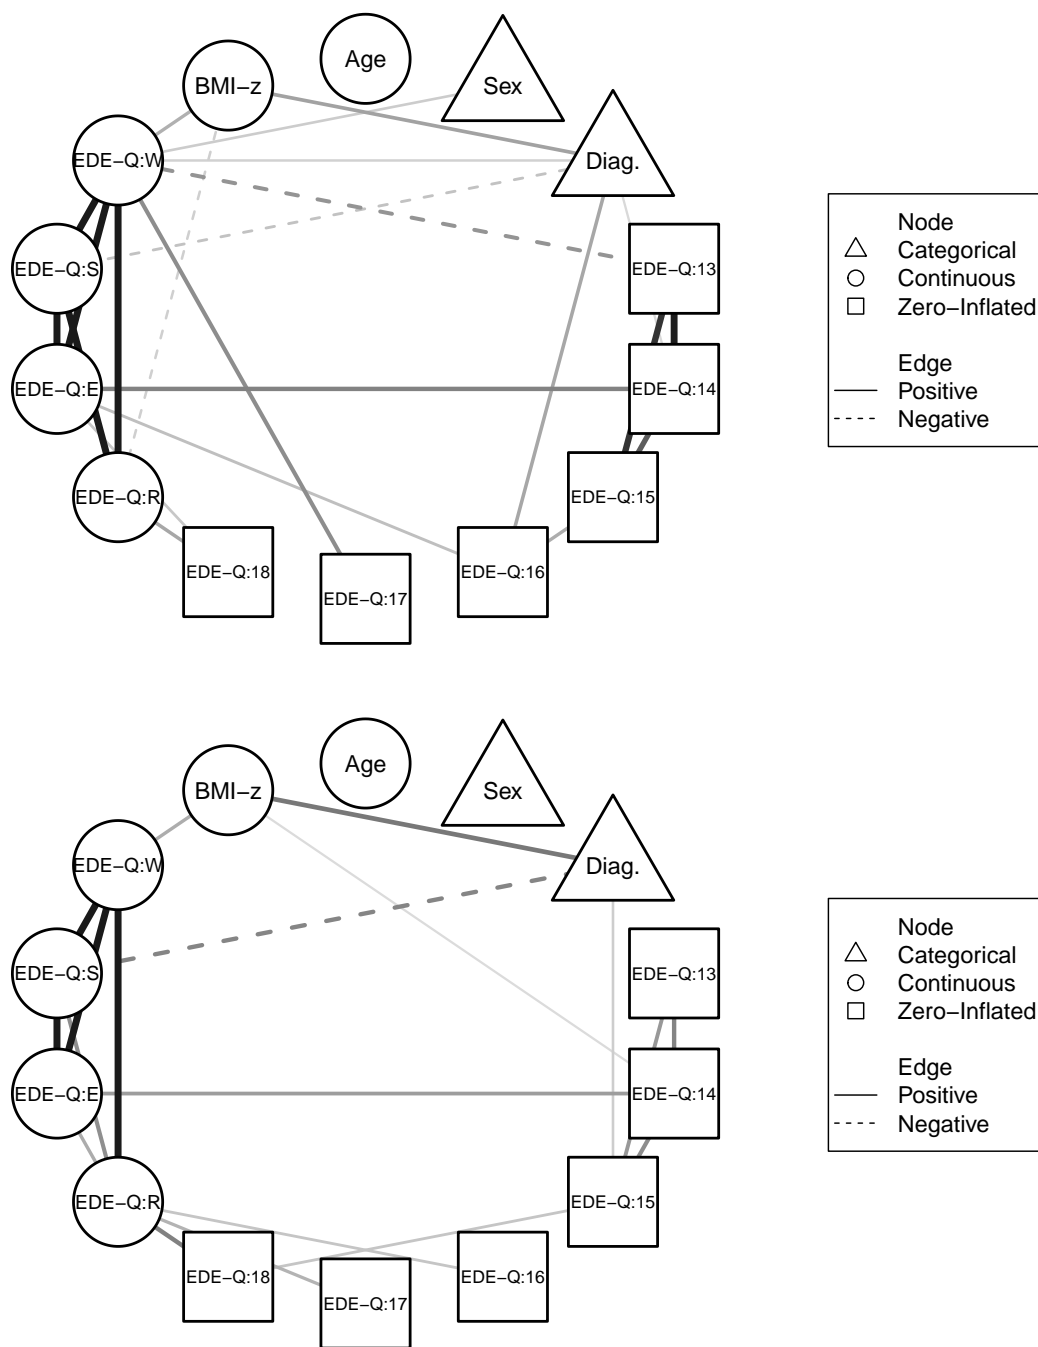 Age
Sex
BMI−z
Diag.
EDE−Q:W
EDE−Q:S
EDE−Q:13
EDE−Q:E
EDE−Q:14
EDE−Q:R
EDE−Q:15
EDE−Q:18
EDE−Q:16
EDE−Q:17
Node
Categorical
Continuous
Zero−Inflated
Edge
Positive
Negative
Age
Sex
BMI−z
Diag.
EDE−Q:W
EDE−Q:S
EDE−Q:13
EDE−Q:E
EDE−Q:14
EDE−Q:R
EDE−Q:15
EDE−Q:18
EDE−Q:16
EDE−Q:17
Node
Categorical
Continuous
Zero−Inflated
Edge
Positive
Negative